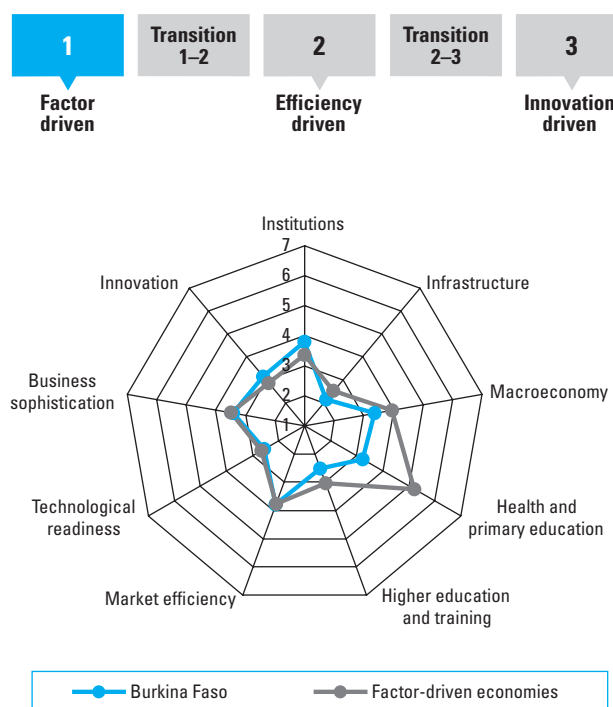 1
Transition
1–2
2
Transition
2–3
3
Factor
driven
Efficiency
driven
Innovation
driven
Institutions
7
6
5
4
3
2
1
Infrastructure
Macroeconomy
Health and
primary education
Higher education
and training
Market efficiency
Technological
readiness
Business
sophistication
Innovation
Burkina Faso
Factor-driven economies